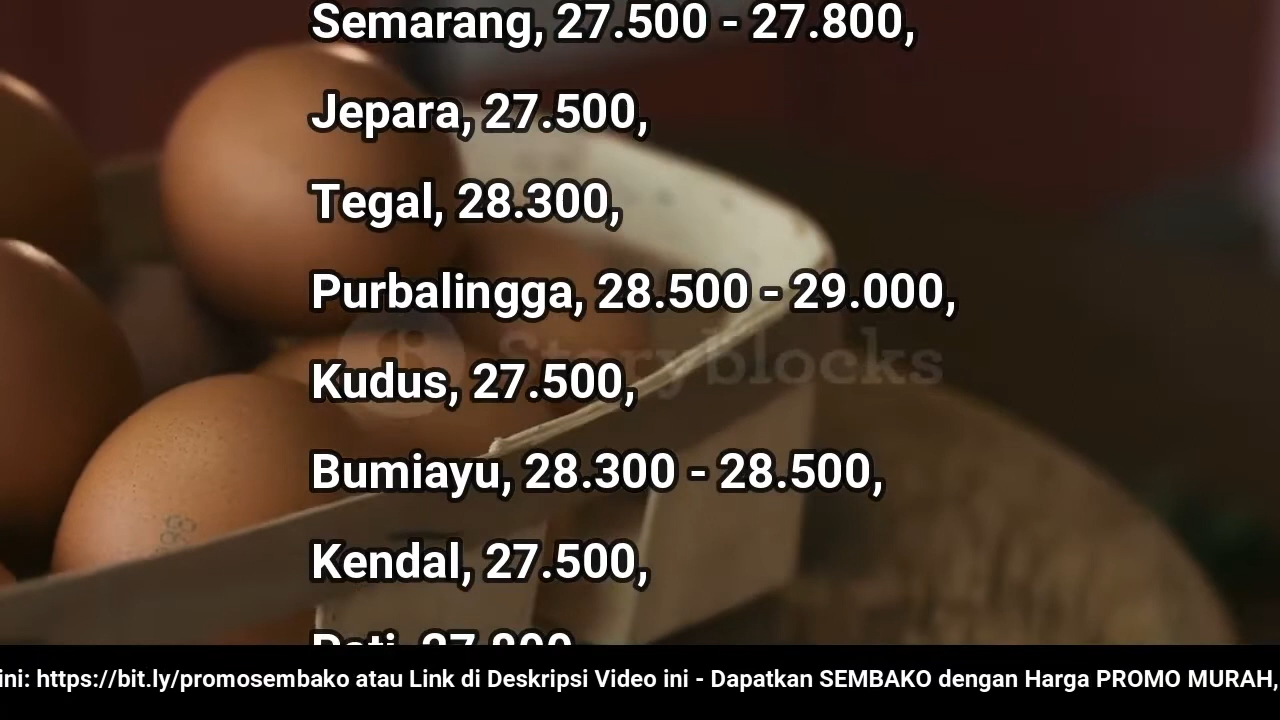 Semarang, 27.500 - 27.800,
Jepara, 27.500,
Tegal, 28.300,
Purbalingga, 28.500 - 29.000,
Storyblocks
Kudus, 27.500,
Bumiayu, 28.300 - 28.500,
Kendal, 27.500,
ini: https://bit.ly/promosembako atau Link di Deskripsi Video ini - Dapatkan SEMBAKO dengan Harga PROMO MURAH,